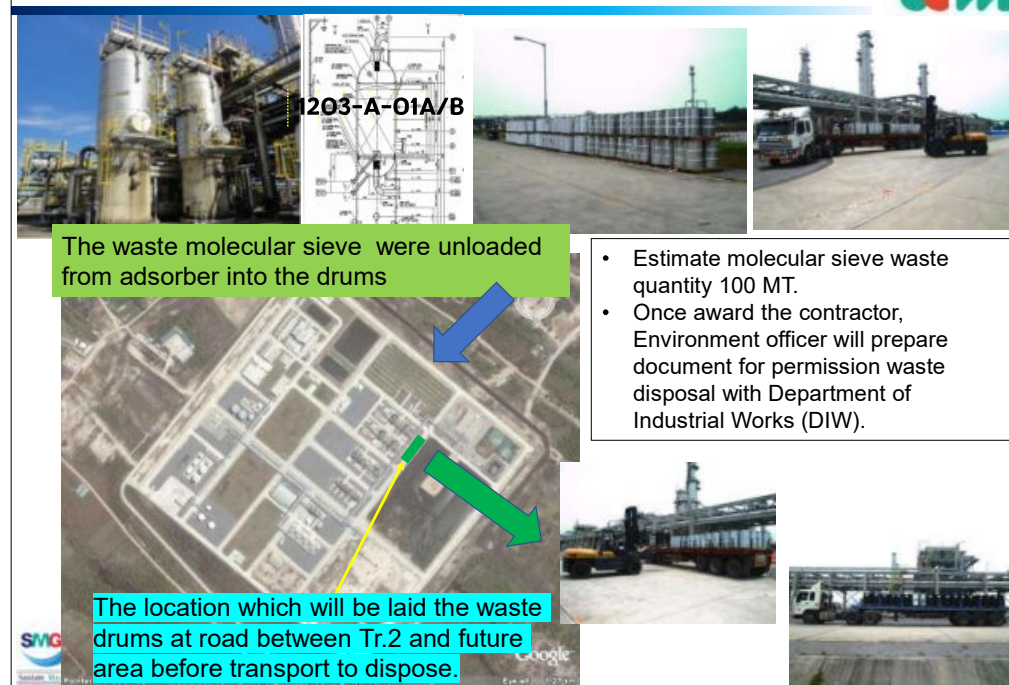 1203-A-01A/B
The waste molecular sieve were unloaded
from adsorber into the drums
• Estimate molecular sieve waste
quantity 100 MT.
• Once award the contractor,
Environment officer will prepare
document for permission waste
disposal with Department of
Industrial Works (DIW).
The location which will be laid the waste
drums at road between Tr.2 and future
area before transport to dispose.
SMG
Google